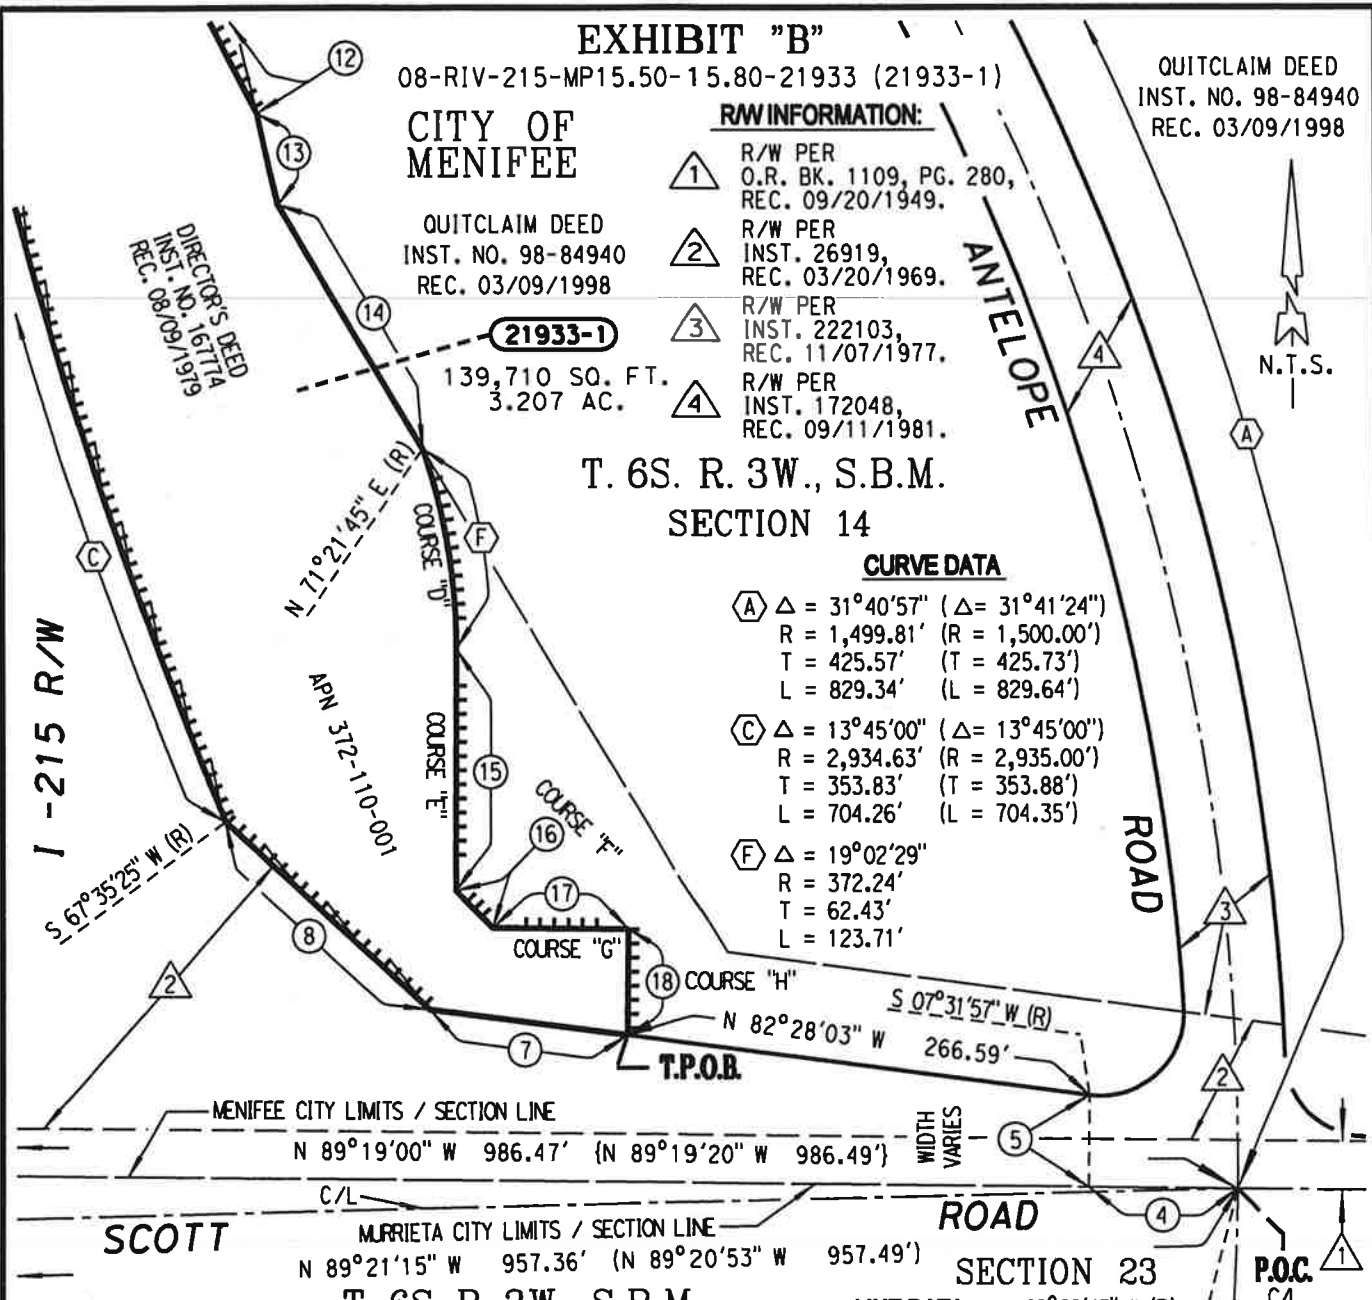 EXHIBIT "B"
08-RIV-215-MP15.50-15.80-21933 (21933-1)
CITY OF
MENIFEE
QUITCLAIM DEED
INST. NO. 98-84940
REC. 03/09/1998
21933-1
139,710 SQ. FT.
3.207 AC.
R/W INFORMATION:
1
R/W PER
O.R. BK. 1109, PG. 280,
REC. 09/20/1949.
2
R/W PER
INST. 26919,
REC. 03/20/1969.
3
R/W PER
INST. 222103,
REC. 11/07/1977.
4
R/W PER
INST. 172048,
REC. 09/11/1981.
QUITCLAIM DEED
INST. NO. 98-84940
REC. 03/09/1998
N.T.S.
12
13
14
DIRECTOR'S DEED
INST. NO. 167774
REC. 08/09/1979
ANTELOPE
4
A
T. 6S. R. 3W., S.B.M.
SECTION 14
N 71°21'45" E (R)
COURSE "D"
F
C
CURVE DATA
A Δ = 31°40'57" (Δ= 31°41'24")
R = 1,499.81' (R = 1,500.00')
T = 425.57' (T = 425.73')
L = 829.34' (L = 829.64')
C Δ = 13°45'00" (Δ= 13°45'00")
R = 2,934.63' (R = 2,935.00')
T = 353.83' (T = 353.88')
L = 704.26' (L = 704.35')
F Δ = 19°02'29"
R = 372.24'
T = 62.43'
L = 123.71'
I-215 R/W
APN 372-110-001
COURSE "E"
15
COURSE "F"
16
17
COURSE "G"
18
COURSE "H"
ROAD
3
S 67°35'25" W (R)
8
2
7
S 07°31'57" W (R)
N 82°28'03" W 266.59'
T.P.O.B.
2
MENIFEE CITY LIMITS / SECTION LINE
N 89°19'00" W 986.47' {N 89°19'20" W 986.49'}
WIDTH
VARIES
5
C/L
SCOTT
ROAD
4
MURRIETA CITY LIMITS / SECTION LINE
N 89°21'15" W 957.36' (N 89°20'53" W 957.49')
SECTION 23
P.O.C.
1